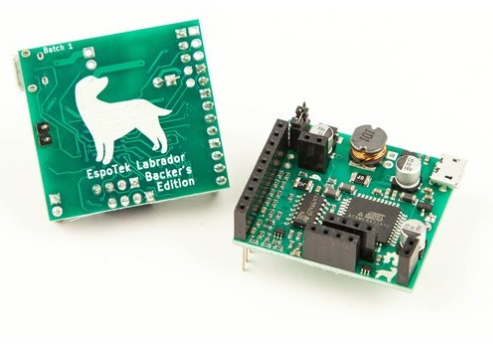 Batch 1
EspoTek Labrador
Backer's
Edition